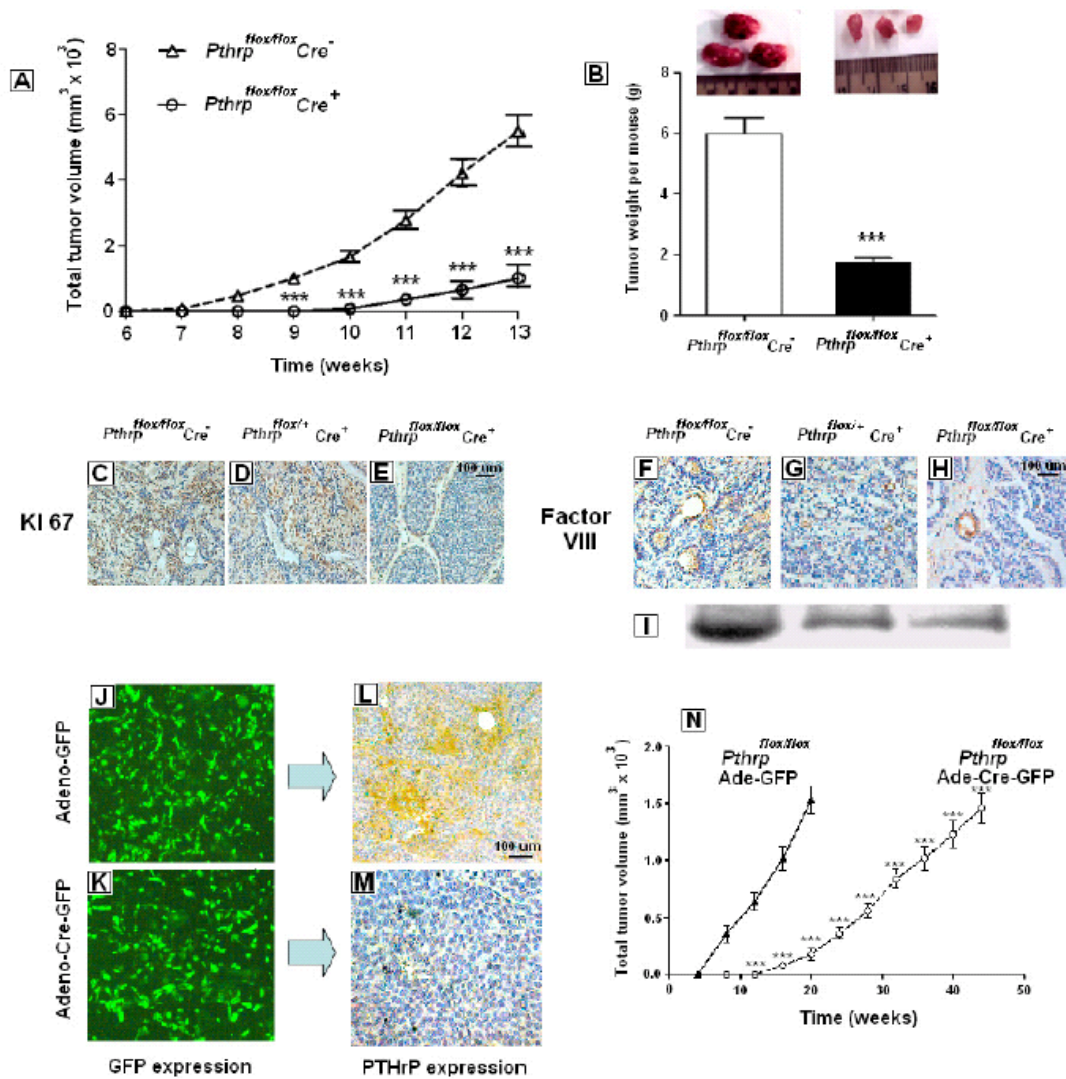 A
Total tumor volume (mm³ x 10³)
8
6
4
2
0
Pthrp flox/flox Cre⁻
Pthrp flox/flox Cre⁺
***
***
***
***
***
6 7 8 9 10 11 12 13
Time (weeks)
B
Tumor weight per mouse (g)
8
6
4
2
0
***
Pthrp flox/flox Cre⁻
Pthrp flox/flox Cre⁺
Pthrp flox/flox Cre⁻
Pthrp flox/+ Cre⁺
Pthrp flox/flox Cre⁺
KI 67
C
D
E
100 um
Pthrp flox/flox Cre⁻
Pthrp flox/+ Cre⁺
Pthrp flox/flox Cre⁺
Factor
VIII
F
G
H
100 um
I
Adeno-GFP
J
L
100 um
Adeno-Cre-GFP
K
M
GFP expression
PTHrP expression
N
Total tumor volume (mm³ x 10³)
2.0
1.5
1.0
0.5
0.0
Pthrp flox/flox
Ade-GFP
Pthrp flox/flox
Ade-Cre-GFP
***
***
***
***
***
***
***
***
***
0 10 20 30 40 50
Time (weeks)